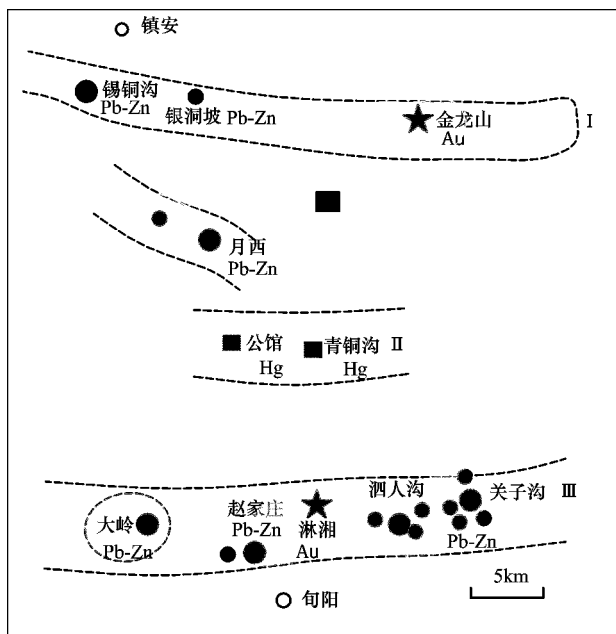 镇安
锡铜沟
Pb-Zn
银洞坡 Pb-Zn
金龙山
Au
I
月西
Pb-Zn
公馆
Hg
青铜沟 II
Hg
大岭
Pb-Zn
赵家庄
Pb-Zn
淋湘
Au
泗人沟
关子沟 III
Pb-Zn
5km
旬阳